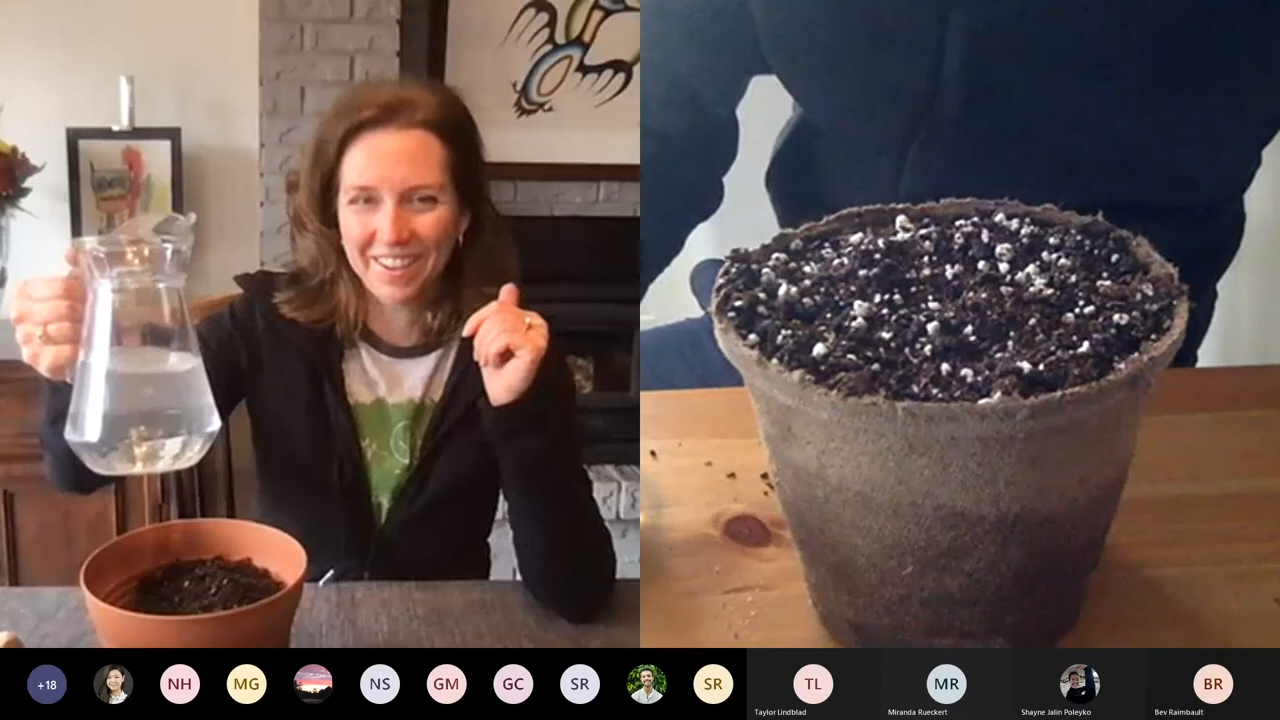 +18
NH
MG
NS
GM
GC
SR
SR
TL
MR
BR
Taylor Lindblad
Miranda Rueckert
Shayne Jalin Poleyko
Bev Raimbault